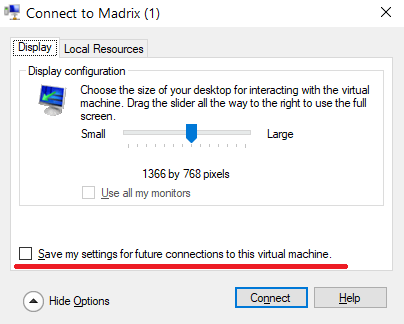 Connect to Madrix (1)
Display
Local Resources
Display configuration
Choose the size of your desktop for interacting with the virtual
machine. Drag the slider all the way to the right to use the full
screen.
Small
Large
1366 by 768 pixels
Use all my monitors
Save my settings for future connections to this virtual machine.
Hide Options
Connect
Help